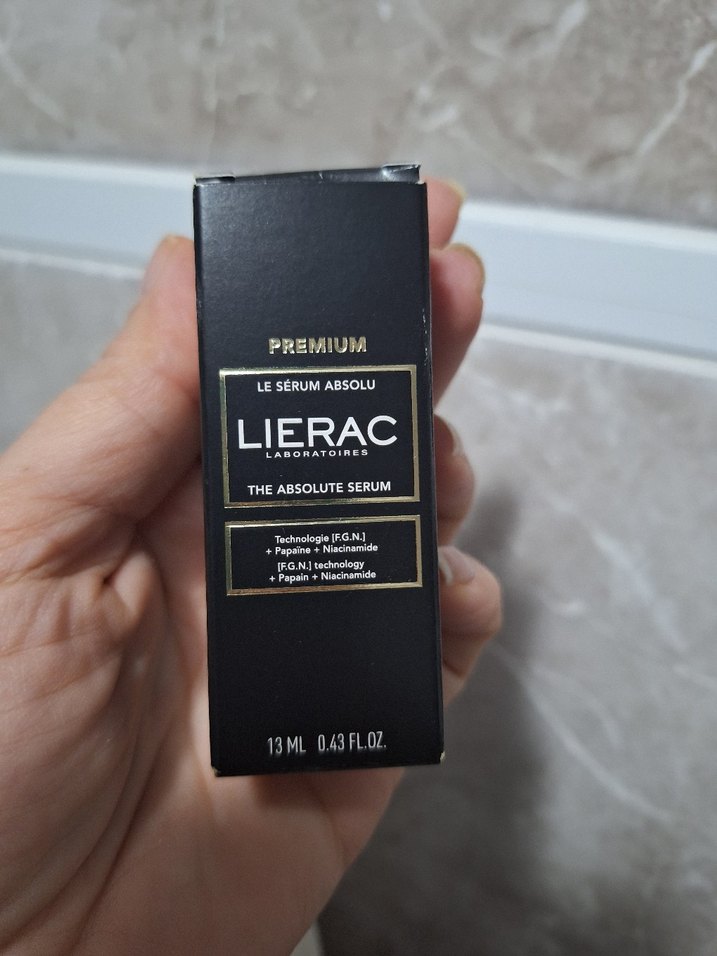 PREMIUM
LE SÉRUM ABSOLU
LIERAC
LABORATOIRES
THE ABSOLUTE SERUM
Technologie [F.G.N.]
+ Papaïne + Niacinamide
[F.G.N.] technology
+ Papain + Niacinamide
13 ML 0.43 FL.OZ.